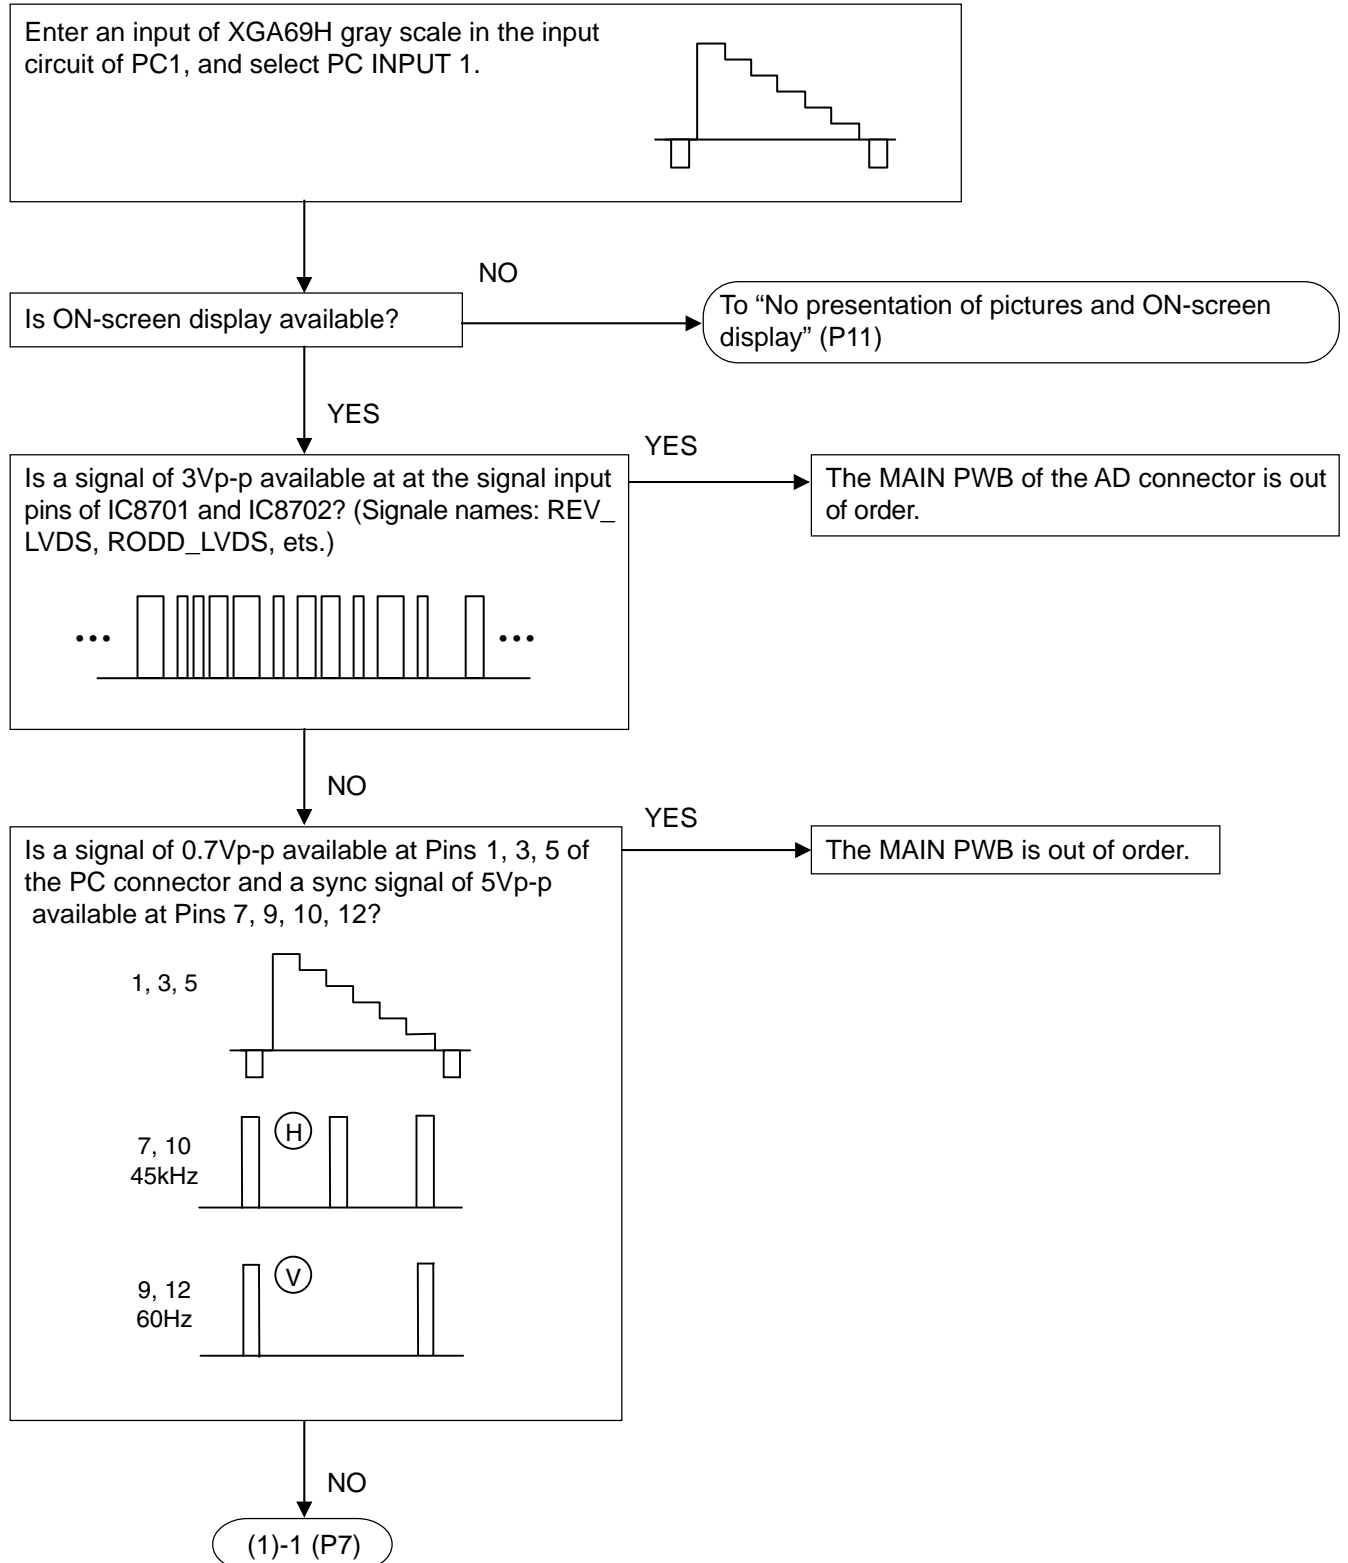 Enter an input of XGA69H gray scale in the input
circuit of PC1, and select PC INPUT 1.
NO
Is ON-screen display available?
To “No presentation of pictures and ON-screen
display” (P11)
YES
YES
Is a signal of 3Vp-p available at at the signal input
pins of IC8701 and IC8702? (Signale names: REV_
LVDS, RODD_LVDS, ets.)
The MAIN PWB of the AD connector is out
of order.
•••
•••
NO
YES
Is a signal of 0.7Vp-p available at Pins 1, 3, 5 of
the PC connector and a sync signal of 5Vp-p
available at Pins 7, 9, 10, 12?
The MAIN PWB is out of order.
1, 3, 5
H
7, 10
45kHz
V
9, 12
60Hz
NO
(1)-1 (P7)